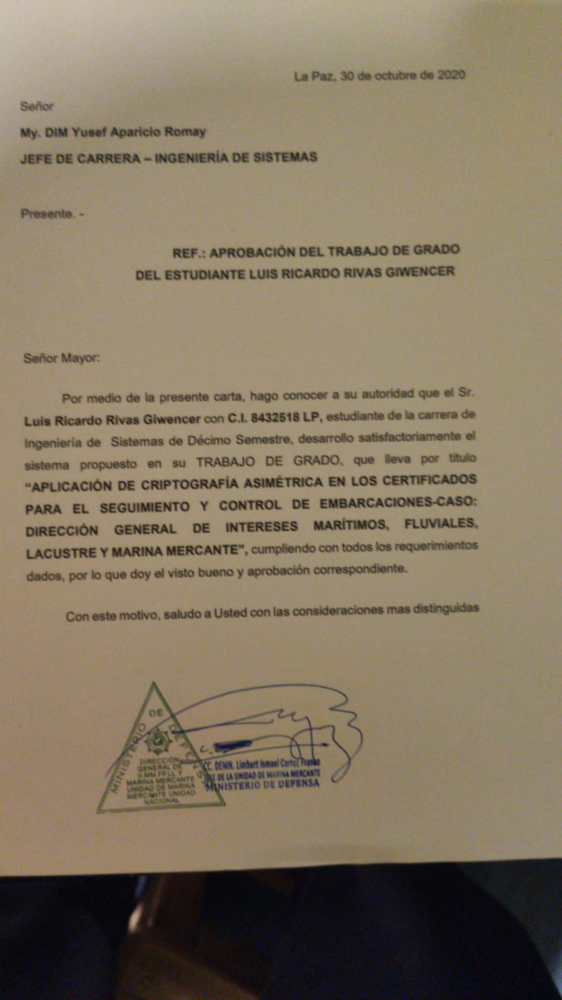 La Paz, 30 de octubre de 2020
Señor
My. DIM Yusef Aparicio Romay
JEFE DE CARRERA – INGENIERÍA DE SISTEMAS
Presente. -
REF.: APROBACIÓN DEL TRABAJO DE GRADO
DEL ESTUDIANTE LUIS RICARDO RIVAS GIWENCER
Señor Mayor:
Por medio de la presente carta, hago conocer a su autoridad que el Sr.
Luis Ricardo Rivas Giwencer con C.I. 8432518 LP, estudiante de la carrera de
Ingeniería de Sistemas de Décimo Semestre, desarrollo satisfactoriamente el
sistema propuesto en su TRABAJO DE GRADO, que lleva por titulo
“APLICACIÓN DE CRIPTOGRAFÍA ASIMÉTRICA EN LOS CERTIFICADOS
PARA EL SEGUIMIENTO Y CONTROL DE EMBARCACIONES-CASO:
DIRECCIÓN GENERAL DE INTERESES MARÍTIMOS, FLUVIALES,
LACUSTRE Y MARINA MERCANTE”, cumpliendo con todos los requerimientos
dados, por lo que doy el visto bueno y aprobación correspondiente.
Con este motivo, saludo a Usted con las consideraciones mas distinguidas
MINISTERIO DE DEFENSA
DIRECCIÓN
GENERAL DE
MARINA MERCANTE
UNIDAD DE MARINA
MERCANTE UNIDAD
NACIONAL
CC. DEMN. Limbert Ismael Cortez Franco
JEFE DE LA UNIDAD DE MARINA MERCANTE
MINISTERIO DE DEFENSA